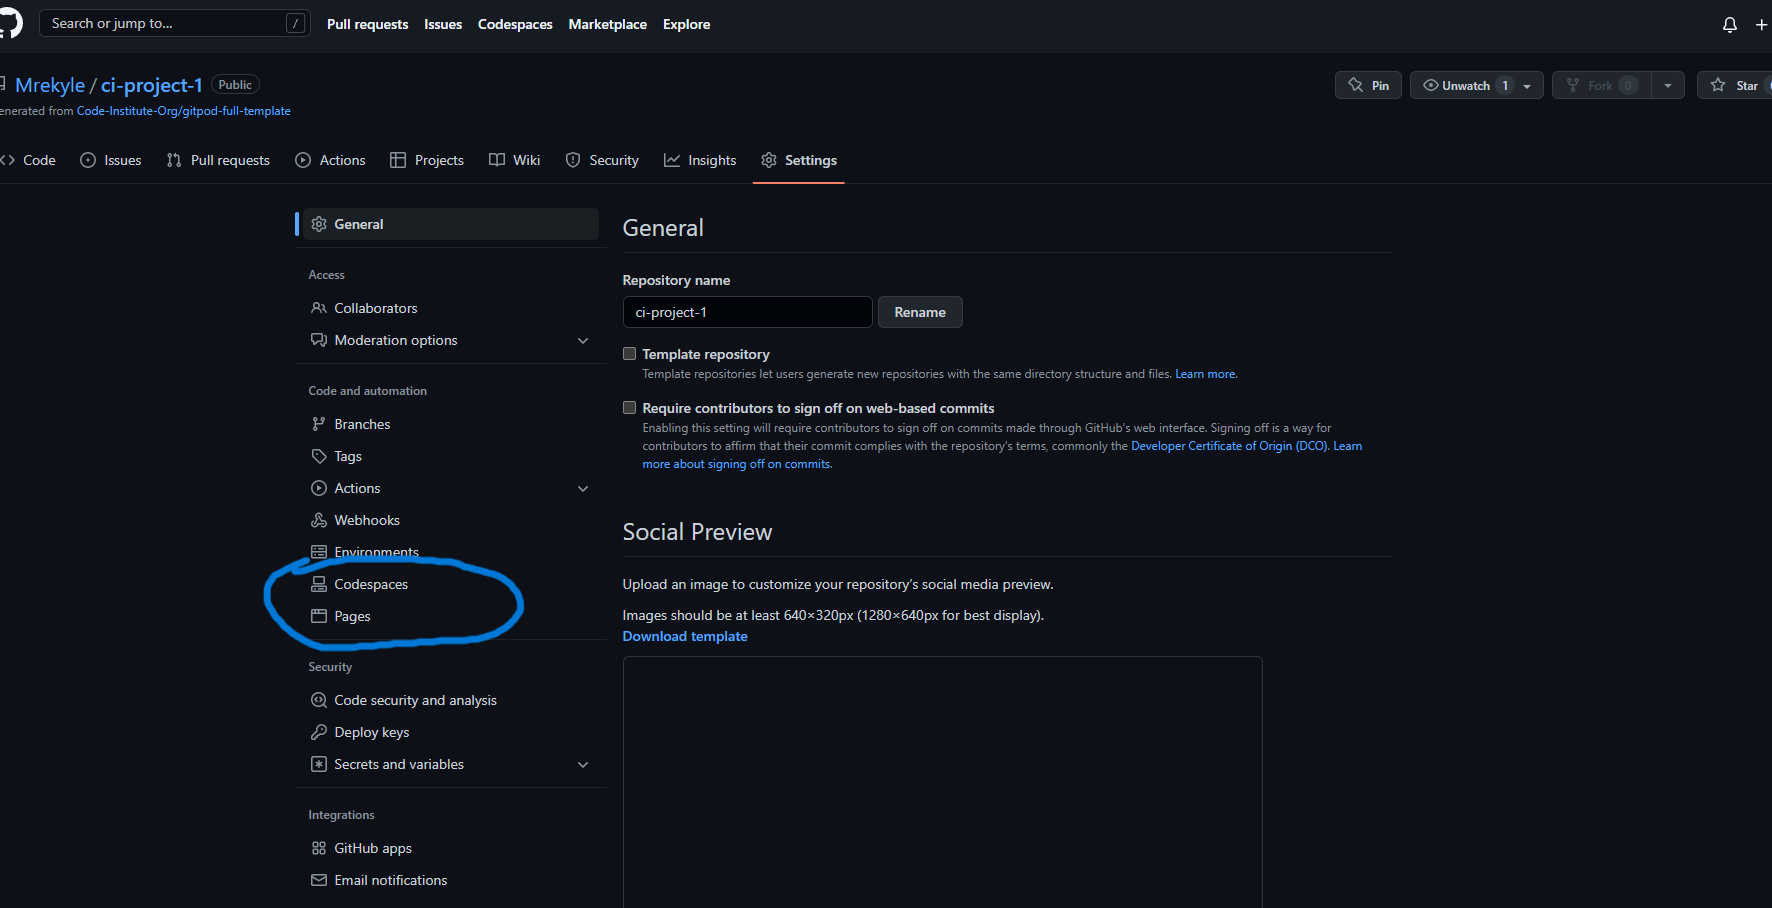 Search or jump to... /
Pull requests Issues Codespaces Marketplace Explore
Mrekyle / ci-project-1 Public
enerated from Code-Institute-Org/gitpod-full-template
Pin Unwatch 1 Fork 0 Star
Code Issues Pull requests Actions Projects Wiki Security Insights Settings
General
Access
Collaborators
Moderation options
Code and automation
Branches
Tags
Actions
Webhooks
Environments
Codespaces
Pages
Security
Code security and analysis
Deploy keys
Secrets and variables
Integrations
GitHub apps
Email notifications
General
Repository name
ci-project-1 Rename
Template repository
Template repositories let users generate new repositories with the same directory structure and files. Learn more.
Require contributors to sign off on web-based commits
Enabling this setting will require contributors to sign off on commits made through GitHub's web interface. Signing off is a way for
contributors to affirm that their commit complies with the repository's terms, commonly the Developer Certificate of Origin (DCO). Learn
more about signing off on commits.
Social Preview
Upload an image to customize your repository's social media preview.
Images should be at least 640×320px (1280×640px for best display).
Download template